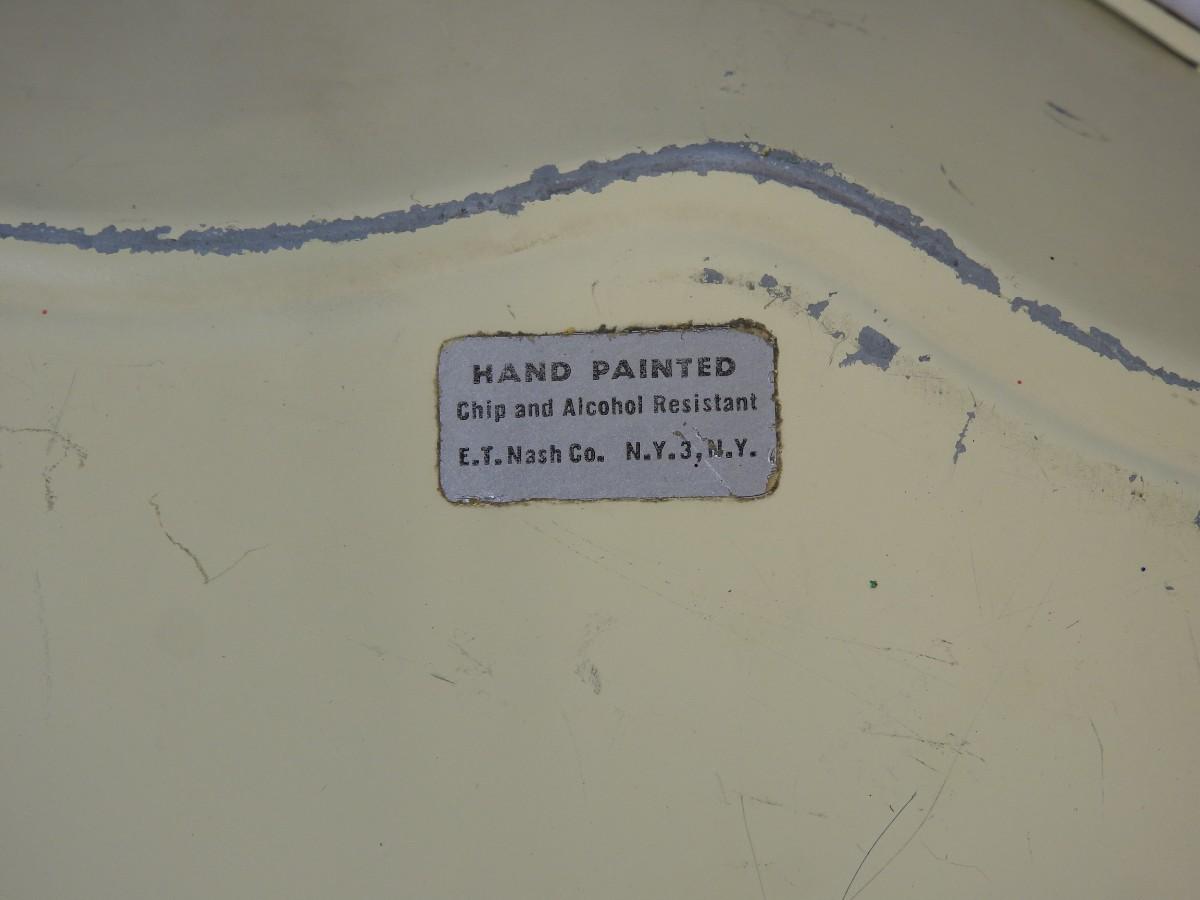 HAND PAINTED
Chip and Alcohol Resistant
E.T. Nash Co. N.Y. 3, N.Y.